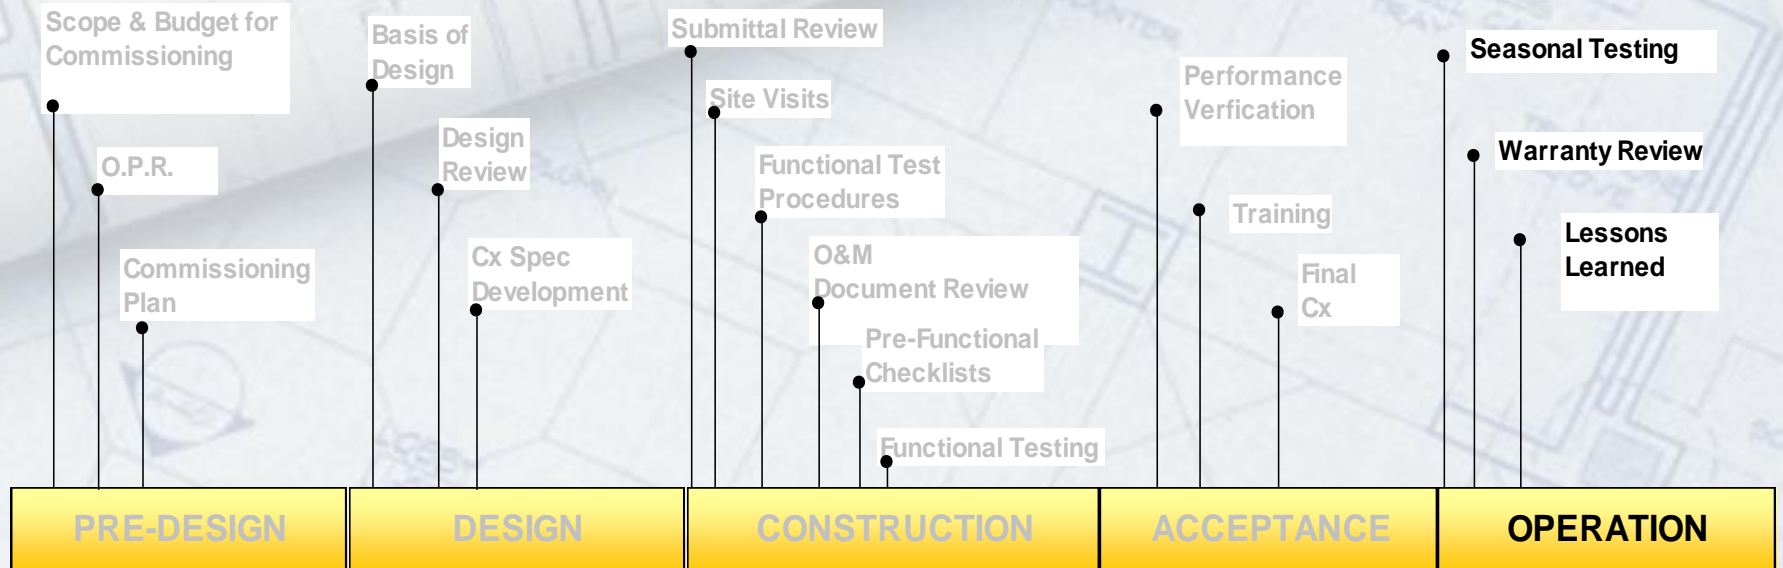 Scope & Budget for
Commissioning
O.P.R.
Commissioning
Plan
Basis of
Design
Design
Review
Cx Spec
Development
Submittal Review
Site Visits
Functional Test
Procedures
O&M
Document Review
Pre-Functional
Checklists
Functional Testing
Performance
Verfication
Training
Final
Cx
Seasonal Testing
Warranty Review
Lessons
Learned
PRE-DESIGN
DESIGN
CONSTRUCTION
ACCEPTANCE
OPERATION